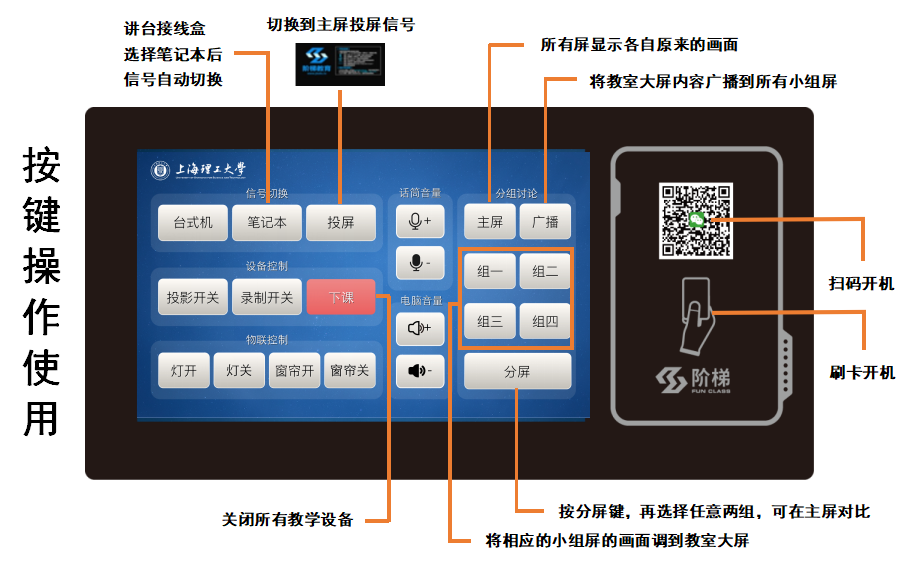 讲台接线盒
选择笔记本后
信号自动切换
切换到主屏投屏信号
阶梯教育
所有屏显示各自原来的画面
将教室大屏内容广播到所有小组屏
按键操作使用
上海理工大学
信号切换
台式机 笔记本 投屏
设备控制
投影开关 录制开关 下课
物联控制
灯开 灯关 窗帘开 窗帘关
话筒音量
+
-
电脑音量
+
-
分组讨论
主屏 广播
组一 组二
组三 组四
分屏
阶梯
FUN CLASS
扫码开机
刷卡开机
关闭所有教学设备
按分屏键，再选择任意两组，可在主屏对比
将相应的小组屏的画面调到教室大屏